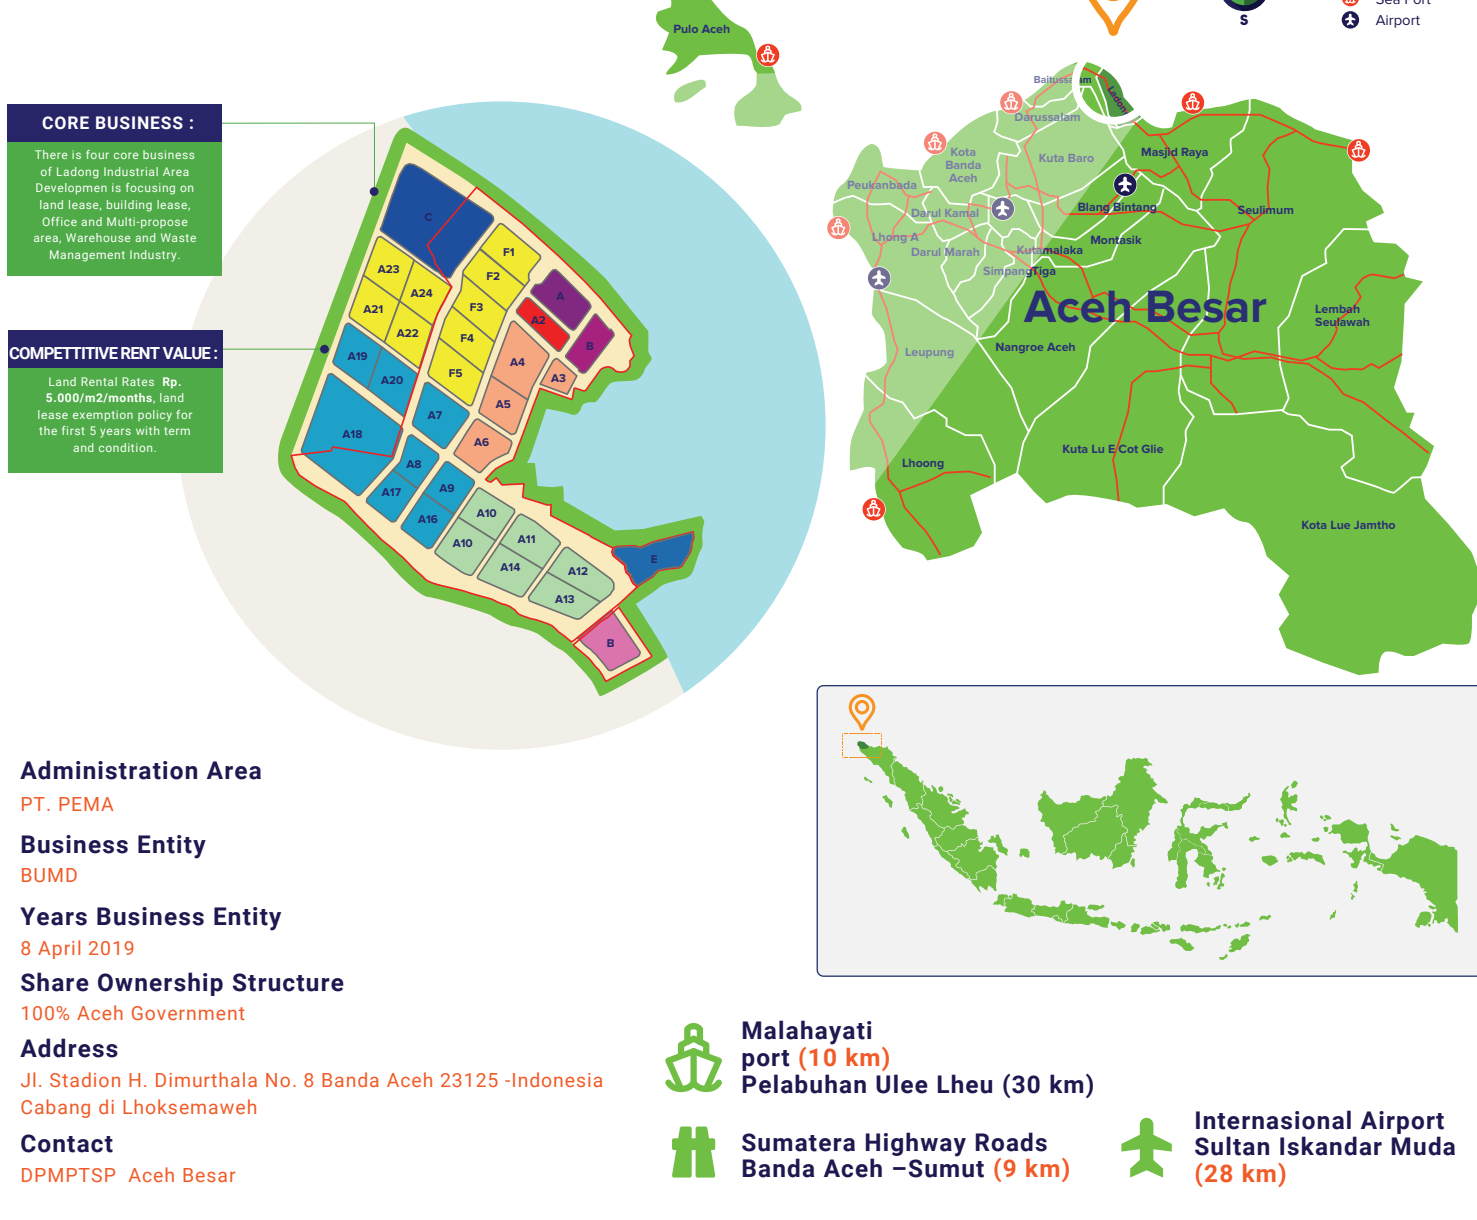 Pulo Aceh
S
Sea Port
Airport
CORE BUSINESS :
There is four core business
of Ladong Industrial Area
Developmen is focusing on
land lease, building lease,
Office and Multi-propose
area, Warehouse and Waste
Management Industry.
COMPETTITIVE RENT VALUE :
Land Rental Rates Rp.
5.000/m2/months, land
lease exemption policy for
the first 5 years with term
and condition.
C
F1
F2
F3
F4
F5
A23
A24
A21
A22
A
A2
B
A19
A20
A4
A3
A5
A7
A6
A18
A8
A9
A17
A16
A10
A10
A11
A14
A12
A13
E
B
Baitussalam
Ladong
Darussalam
Kota
Banda
Aceh
Kuta Baro
Masjid Raya
Peukanbada
Darul Kamal
Blang Bintang
Seulimum
Lhong A
Darul Marah
Kutamalaka
Montasik
SimpangTiga
Aceh Besar
Lembah
Seulawah
Leupung
Nangroe Aceh
Lhoong
Kuta Lu E Cot Glie
Kota Lue Jamtho
Administration Area
PT. PEMA
Business Entity
BUMD
Years Business Entity
8 April 2019
Share Ownership Structure
100% Aceh Government
Address
Jl. Stadion H. Dimurthala No. 8 Banda Aceh 23125 -Indonesia
Cabang di Lhoksemaweh
Contact
DPMPTSP Aceh Besar
Malahayati
port (10 km)
Pelabuhan Ulee Lheu (30 km)
Sumatera Highway Roads
Banda Aceh –Sumut (9 km)
Internasional Airport
Sultan Iskandar Muda
(28 km)